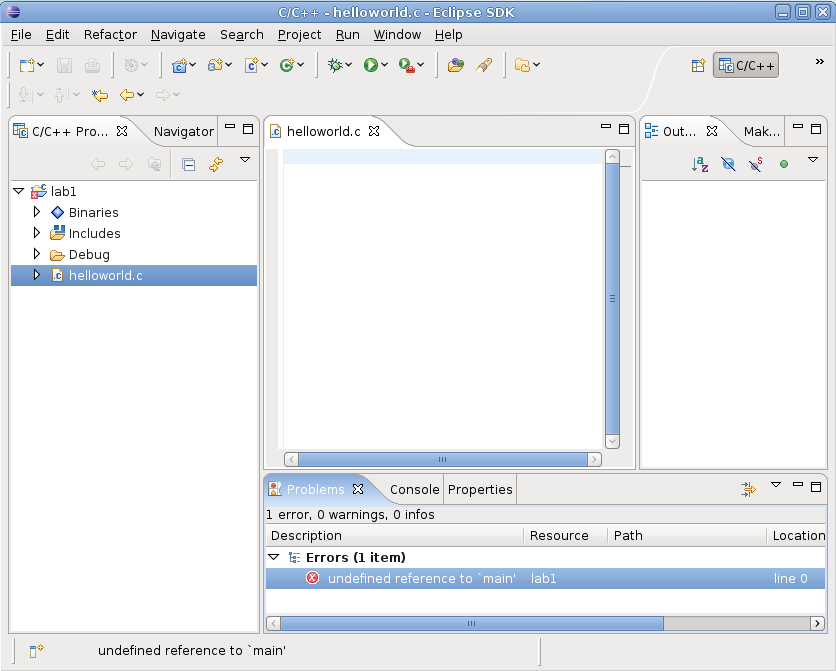 C/C++ - helloworld.c - Eclipse SDK
File Edit Refactor Navigate Search Project Run Window Help
C/C++
C/C++ Pro... Navigator
helloworld.c
Out... Mak...
lab1
Binaries
Includes
Debug
helloworld.c
Problems Console Properties
1 error, 0 warnings, 0 infos
Description Resource Path Location
Errors (1 item)
undefined reference to `main' lab1 line 0
undefined reference to `main'